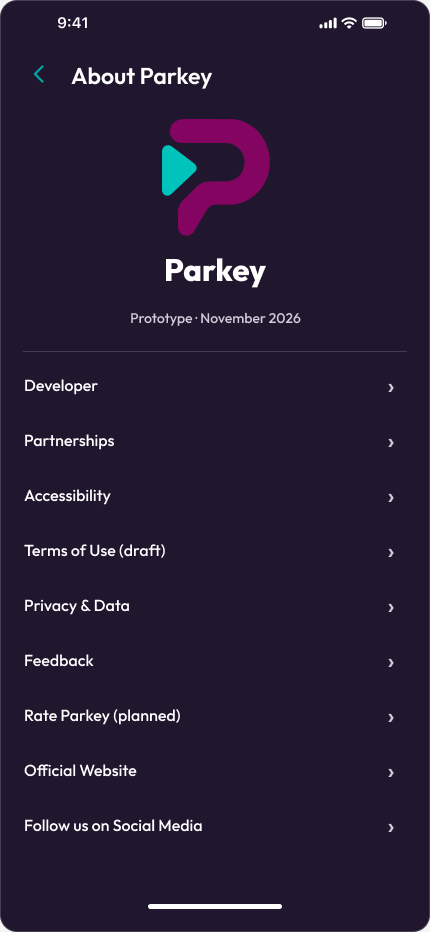 9:41
About Parkey
Parkey
Prototype · November 2026
Developer
Partnerships
Accessibility
Terms of Use (draft)
Privacy & Data
Feedback
Rate Parkey (planned)
Official Website
Follow us on Social Media